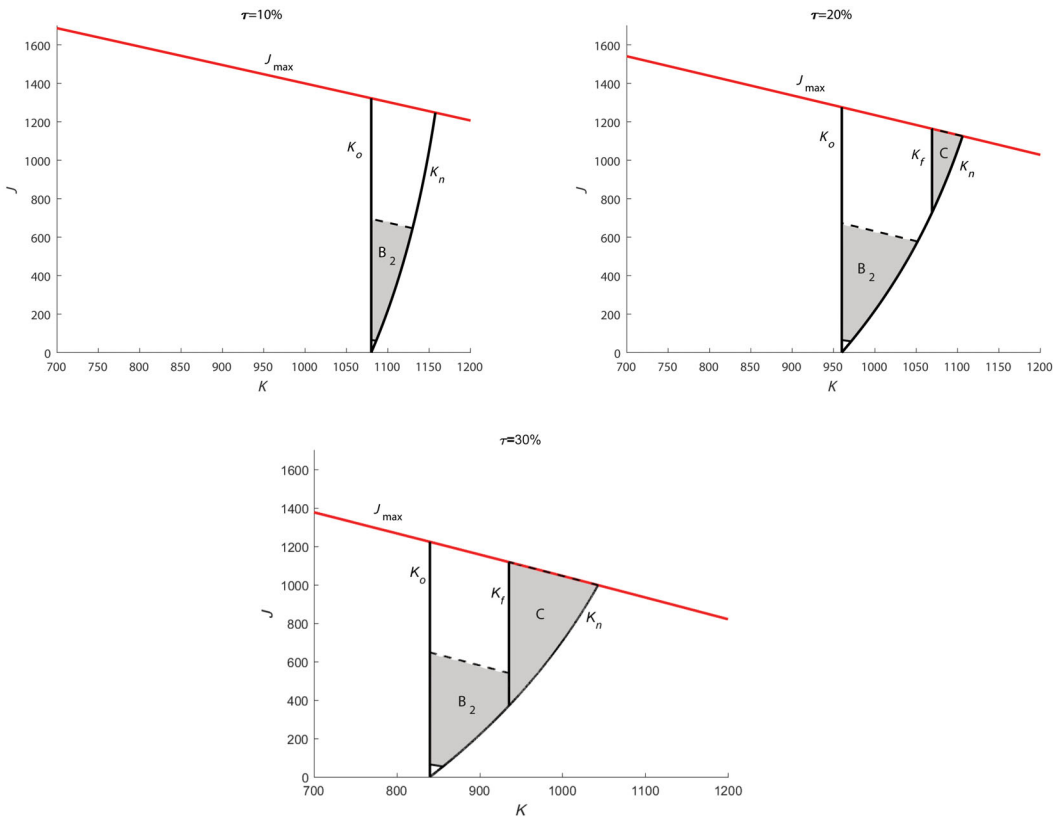 τ=10%
1600
1400
1200
1000
800
600
400
200
0
J
J max
K o
K n
B 2
700 750 800 850 900 950 1000 1050 1100 1150 1200
K
τ=20%
1600
1400
1200
1000
800
600
400
200
0
J
J max
K o
K f
C
K n
B 2
700 750 800 850 900 950 1000 1050 1100 1150 1200
K
τ=30%
1600
1400
1200
1000
800
600
400
200
0
J
J max
K o
K f
C
K n
B 2
700 800 900 1000 1100 1200
K